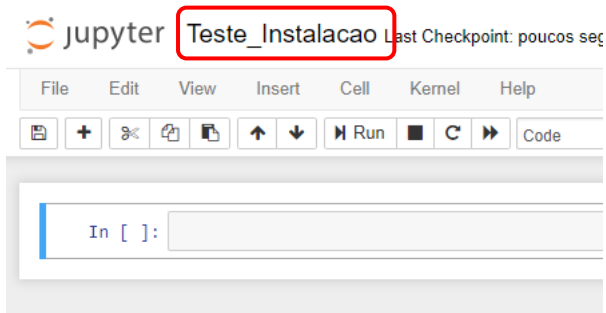 jupyter Teste_Instalacao Last Checkpoint: poucos seg
File Edit View Insert Cell Kernel Help
Run Code
In [ ]: